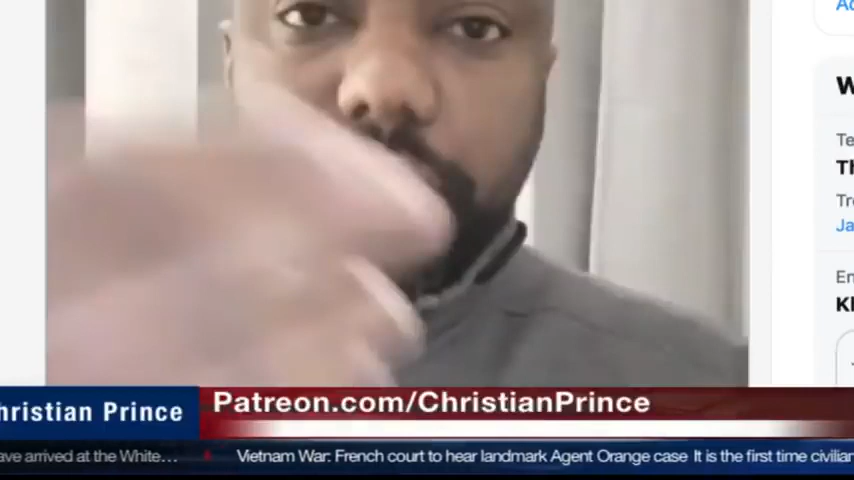 W
Christian Prince
Patreon.com/ChristianPrince
ave arrived at the White… Vietnam War: French court to hear landmark Agent Orange case It is the first time civilian